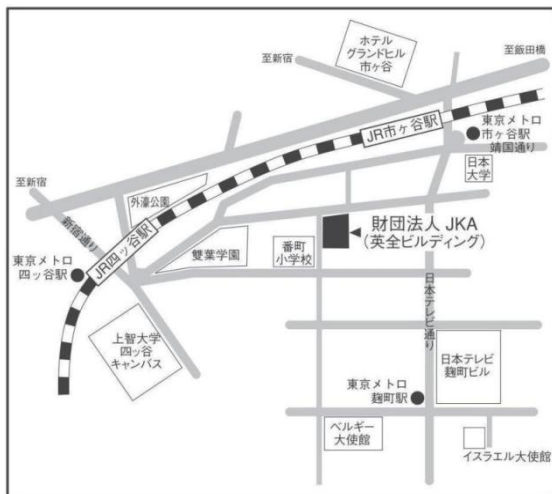 ホテル
グランドヒル
市ヶ谷
至新宿
至飯田橋
JR市ヶ谷駅
東京メトロ
市ヶ谷駅
靖国通り
日本
大学
至新宿
外濠公園
新宿通り
JR四ッ谷駅
東京メトロ
四ッ谷駅
雙葉学園
番町
小学校
財団法人 JKA
(英全ビルディング)
日本テレビ通り
上智大学
四ッ谷
キャンパス
日本テレビ
麹町ビル
東京メトロ
麹町駅
ベルギー
大使館
イスラエル大使館